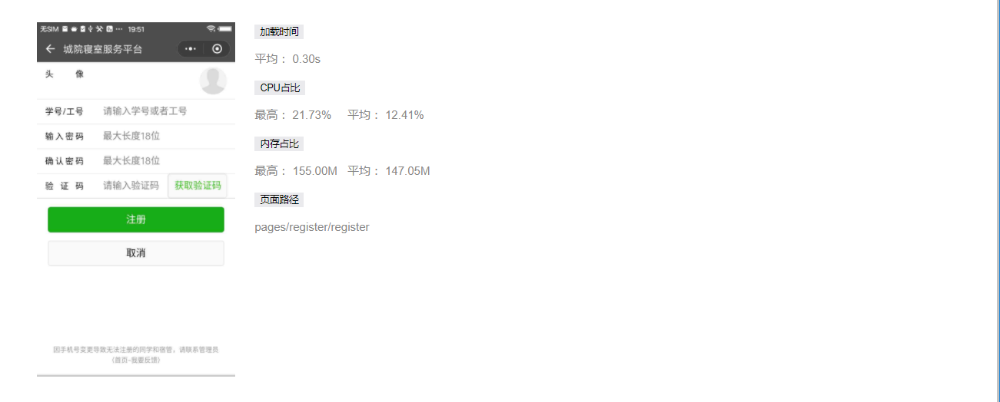 无SIM 19:51
城院寝室服务平台
头 像
学号/工号 请输入学号或者工号
输入密码 最大长度18位
确认密码 最大长度18位
验 证 码 请输入验证码 获取验证码
注册
取消
因手机号变更导致无法注册的同学和宿管，请联系管理员
（首页-我要反馈）
加载时间
平均： 0.30s
CPU占比
最高： 21.73% 平均： 12.41%
内存占比
最高： 155.00M 平均： 147.05M
页面路径
pages/register/register